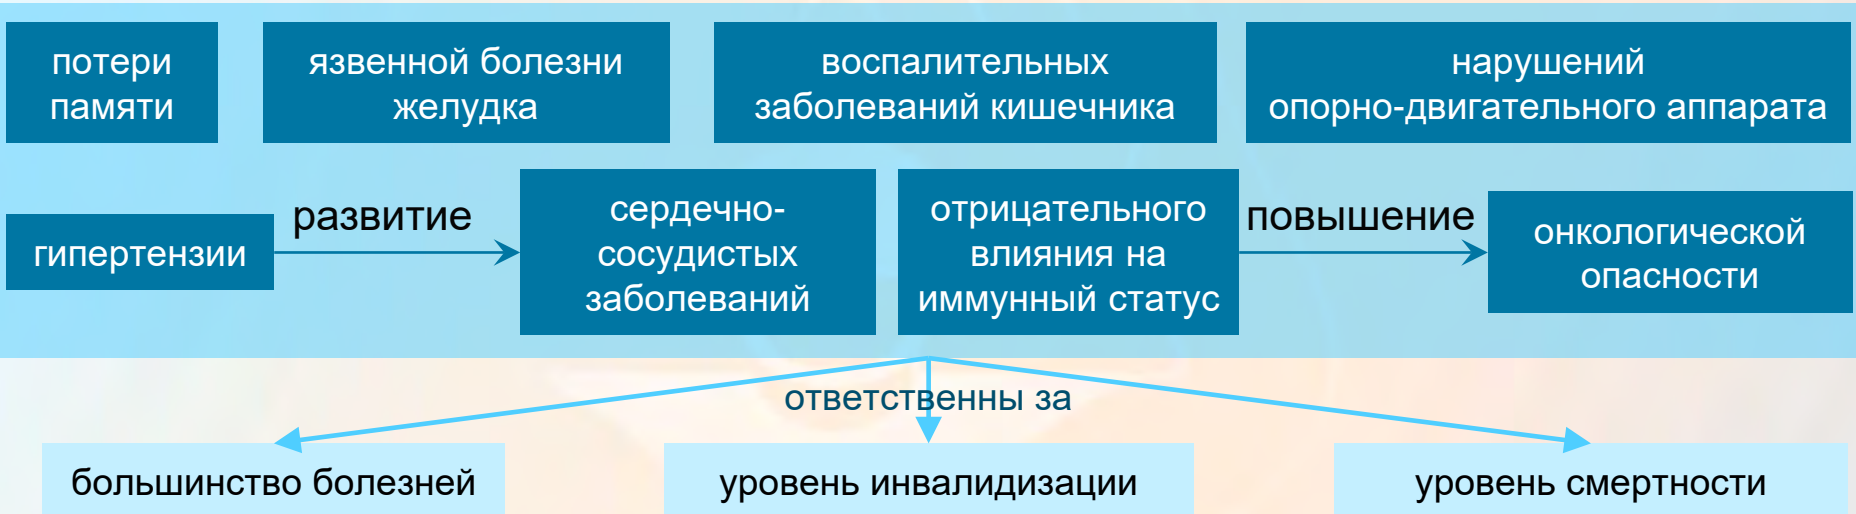 потери
памяти
язвенной болезни
желудка
воспалительных
заболеваний кишечника
нарушений
опорно-двигательного аппарата
гипертензии
развитие
сердечно-
сосудистых
заболеваний
отрицательного
влияния на
иммунный статус
повышение
онкологической
опасности
ответственны за
большинство болезней
уровень инвалидизации
уровень смертности